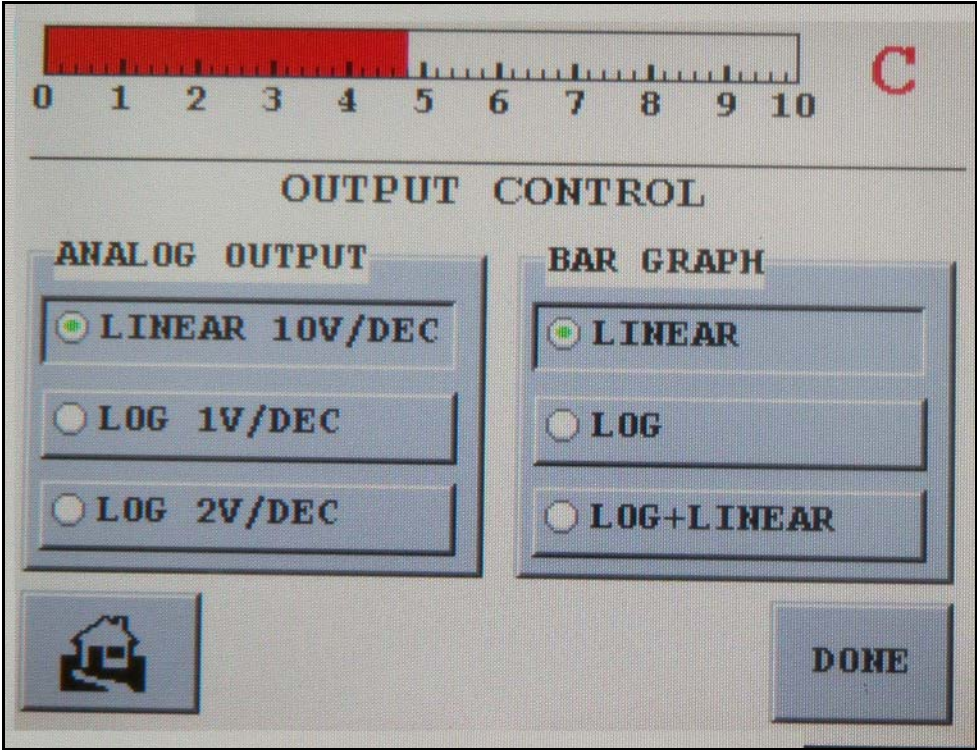 C
0 1 2 3 4 5 6 7 8 9 10
OUTPUT CONTROL
ANALOG OUTPUT
LINEAR 10V/DEC
LOG 1V/DEC
LOG 2V/DEC
BAR GRAPH
LINEAR
LOG
LOG+LINEAR
DONE